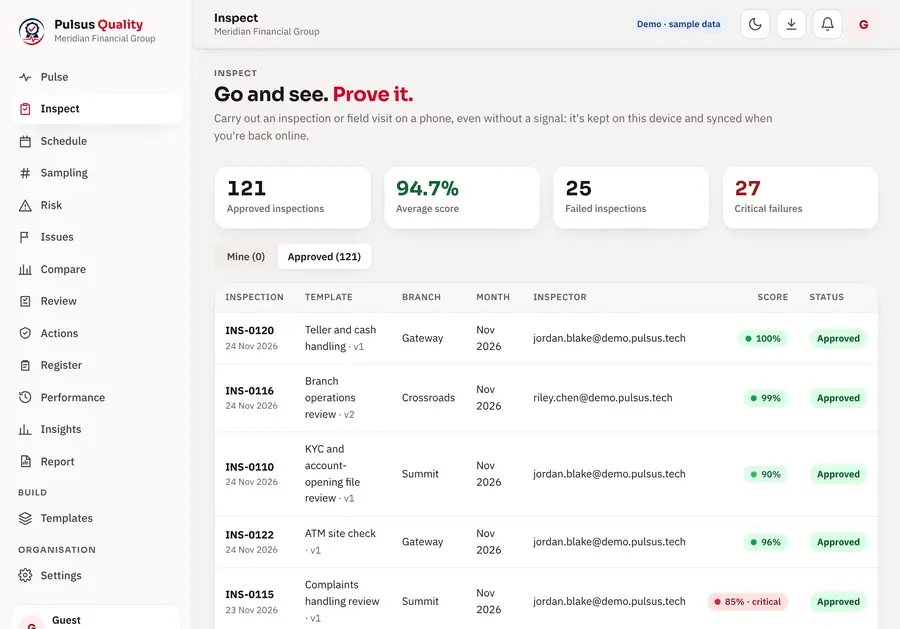 Pulsus Quality
Meridian Financial Group
Pulse
Inspect
Schedule
Sampling
Risk
Issues
Compare
Review
Actions
Register
Performance
Insights
Report
BUILD
Templates
ORGANISATION
Settings
G
Guest
Inspect
Meridian Financial Group
Demo · sample data
G
INSPECT
Go and see. Prove it.
Carry out an inspection or field visit on a phone, even without a signal: it's kept on this device and synced when
you're back online.
121
Approved inspections
94.7%
Average score
25
Failed inspections
27
Critical failures
Mine (0)
Approved (121)
INSPECTION TEMPLATE BRANCH MONTH INSPECTOR SCORE STATUS
INS-0120
24 Nov 2026
Teller and cash
handling · v1
Gateway
Nov
2026
jordan.blake@demo.pulsus.tech
100%
Approved
INS-0116
24 Nov 2026
Branch
operations
review · v2
Crossroads
Nov
2026
riley.chen@demo.pulsus.tech
99%
Approved
INS-0110
24 Nov 2026
KYC and
account-
opening file
review · v1
Summit
Nov
2026
jordan.blake@demo.pulsus.tech
90%
Approved
INS-0122
24 Nov 2026
ATM site check
· v1
Gateway
Nov
2026
jordan.blake@demo.pulsus.tech
96%
Approved
INS-0115
23 Nov 2026
Complaints
handling review
· v1
Summit
Nov
2026
jordan.blake@demo.pulsus.tech
85% · critical
Approved